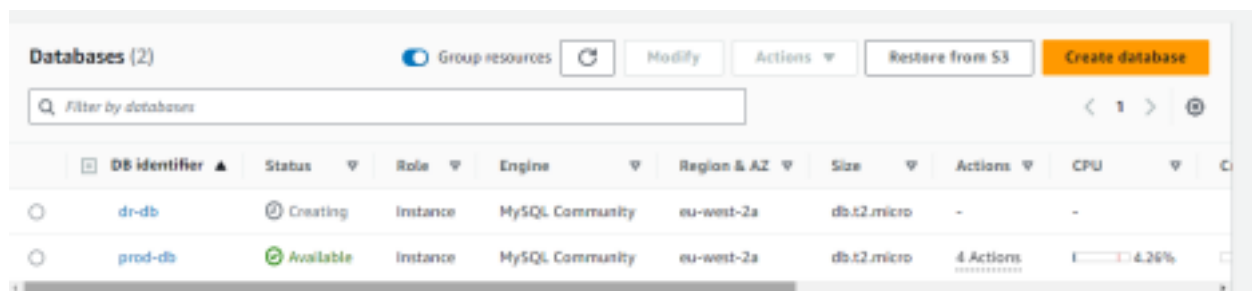 Databases (2) Group resources Modify Actions Restore from S3 Create database
Filter by databases 1
DB identifier Status Role Engine Region & AZ Size Actions CPU C
dr-db Creating Instance MySQL Community eu-west-2a db.t2.micro - -
prod-db Available Instance MySQL Community eu-west-2a db.t2.micro 4 Actions 4.26%